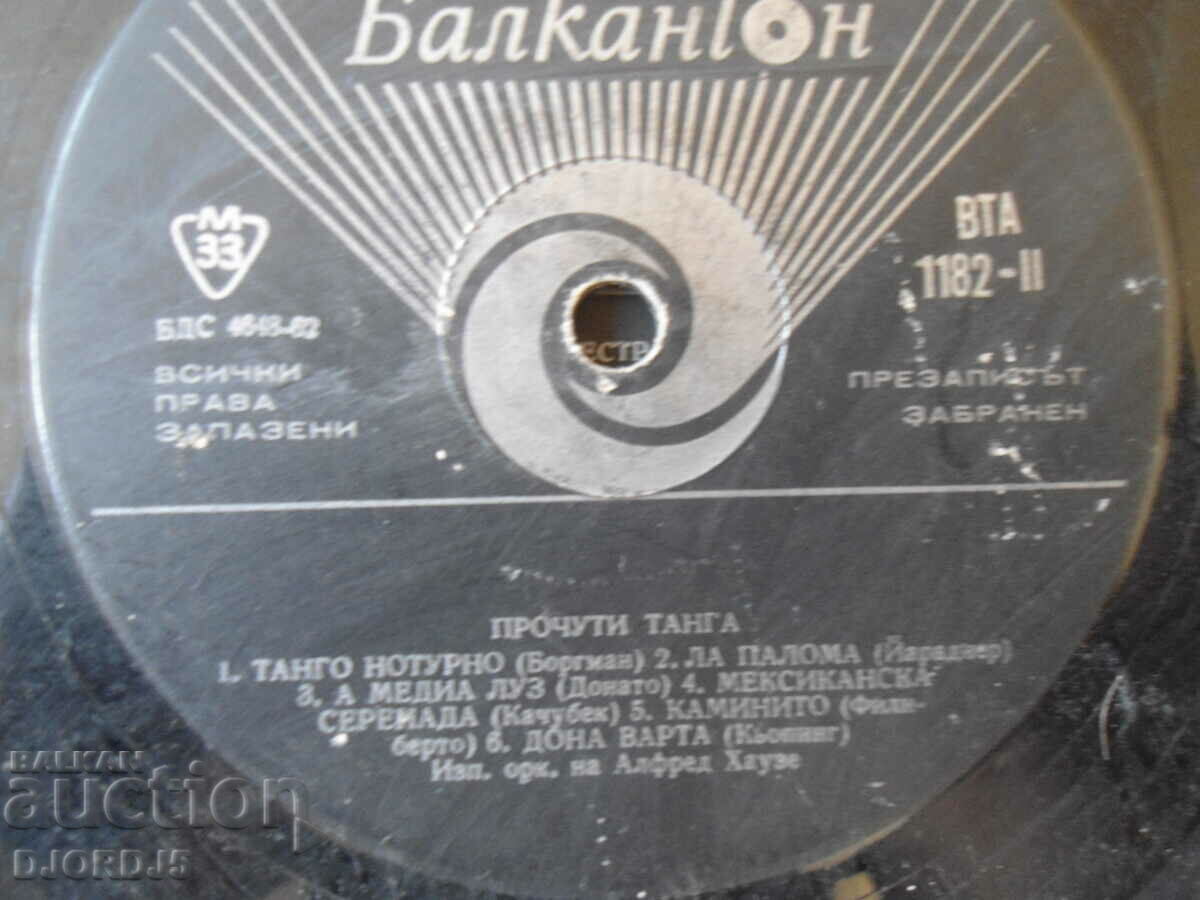 Балкантон
М
33
БДС 4648-62
ВСИЧКИ
ПРАВА
ЗАПАЗЕНИ
ВТА
1182-II
ПРЕЗАПИСЪТ
ЗАБРАНЕН
ЕСТР
ПРОЧУТИ ТАНГА
1. ТАНГО НОТУРНО (Боргман) 2. ЛА ПАЛОМА (Йарадиер)
3. А МЕДИА ЛУЗ (Донато) 4. МЕКСИКАНСКА
СЕРЕНАДА (Качубек) 5. КАМИНИТО (Фили-
берто) 6. ДОНА ВАРТА (Кьопинг)
Изп. орк. на Алфред Хаузе
BALKAN
auction
DJORDJ5